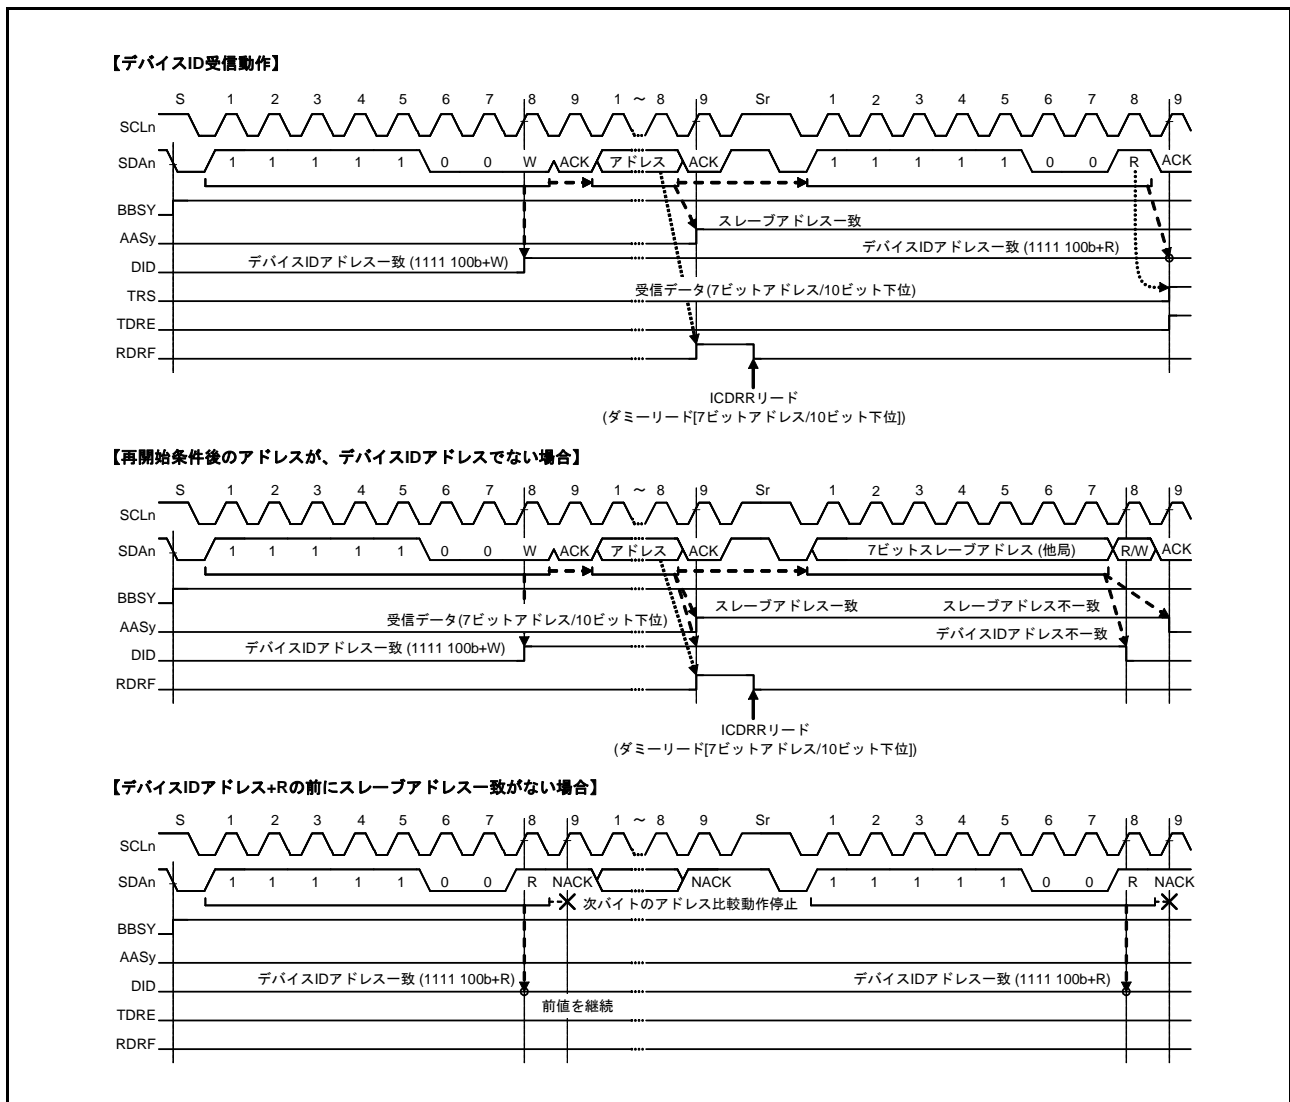 【デバイスID受信動作】
S 1 2 3 4 5 6 7 8 9 1 ~ 8 9 Sr 1 2 3 4 5 6 7 8 9
SCLn
SDAn 1 1 1 1 1 0 0 W ACK アドレス ACK 1 1 1 1 1 0 0 R ACK
BBSY
スレーブアドレス一致
AASy
デバイスIDアドレス一致 (1111 100b+R)
デバイスIDアドレス一致 (1111 100b+W)
DID
受信データ(7ビットアドレス/10ビット下位)
TRS
TDRE
RDRF
ICDRRリード
(ダミーリード[7ビットアドレス/10ビット下位])
【再開始条件後のアドレスが、デバイスIDアドレスでない場合】
S 1 2 3 4 5 6 7 8 9 1 ~ 8 9 Sr 1 2 3 4 5 6 7 8 9
SCLn
SDAn 1 1 1 1 1 0 0 W ACK アドレス ACK 7ビットスレーブアドレス (他局) R/W ACK
BBSY
スレーブアドレス一致 スレーブアドレス不一致
受信データ(7ビットアドレス/10ビット下位)
AASy
デバイスIDアドレス不一致
デバイスIDアドレス一致 (1111 100b+W)
DID
RDRF
ICDRRリード
(ダミーリード[7ビットアドレス/10ビット下位])
【デバイスIDアドレス+Rの前にスレーブアドレス一致がない場合】
S 1 2 3 4 5 6 7 8 9 1 ~ 8 9 Sr 1 2 3 4 5 6 7 8 9
SCLn
SDAn 1 1 1 1 1 0 0 R NACK NACK 1 1 1 1 1 0 0 R NACK
次バイトのアドレス比較動作停止
BBSY
AASy
デバイスIDアドレス一致 (1111 100b+R) デバイスIDアドレス一致 (1111 100b+R)
DID
前値を継続
TDRE
RDRF